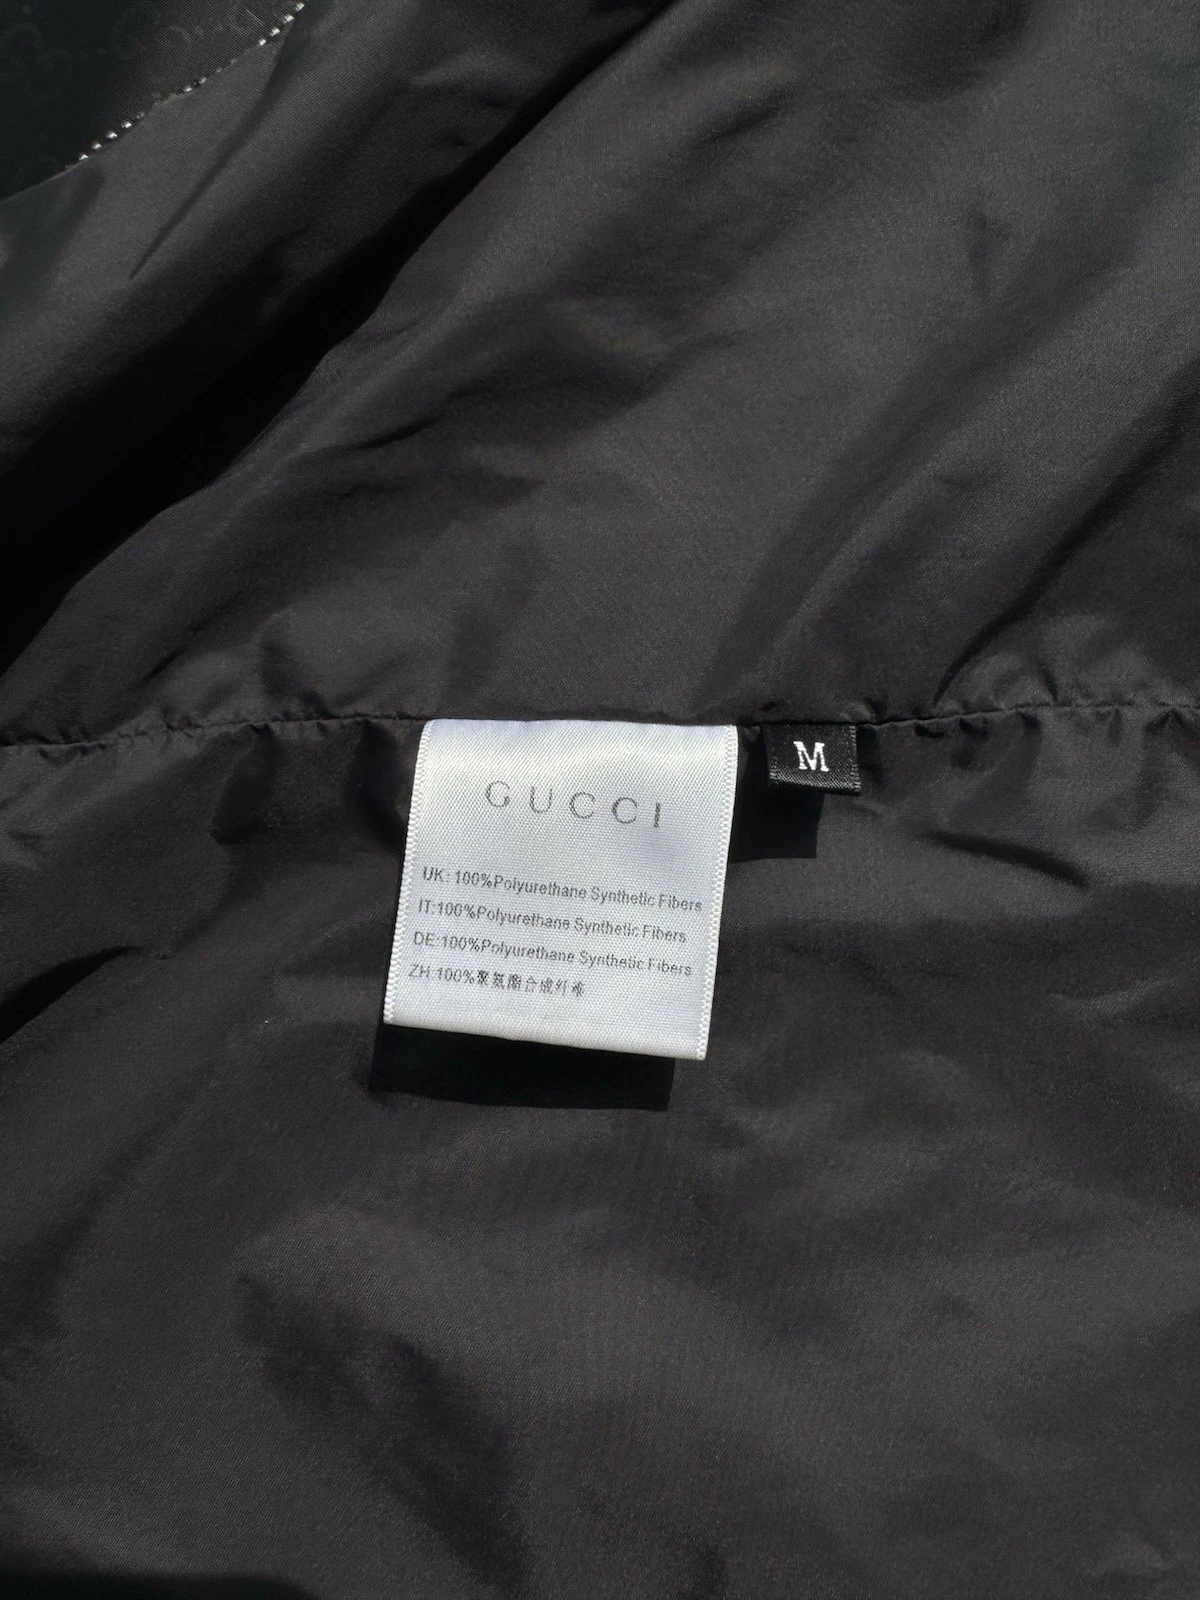 GUCCI
UK: 100%Polyurethane Synthetic Fibers
IT:100%Polyurethane Synthetic Fibers
DE:100%Polyurethane Synthetic Fibers
ZH:100%聚氨酯合成纤维
M